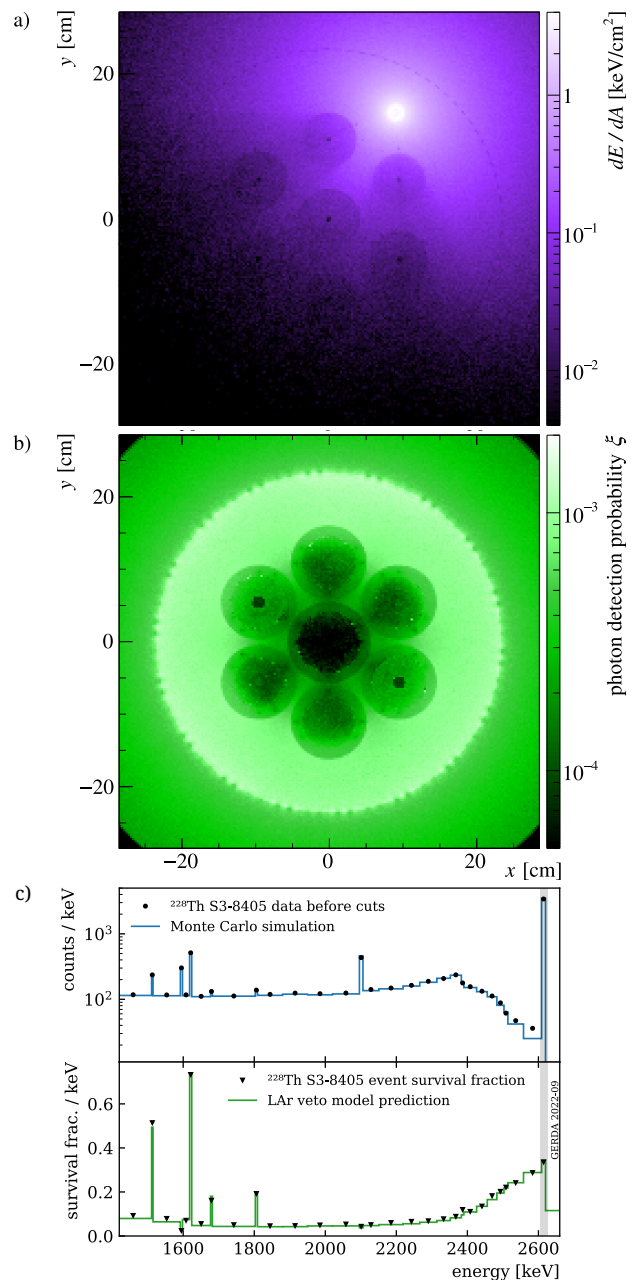 a)
y [cm]
20
0
−20
1
10⁻¹
10⁻²
dE / dA [keV/cm²]
b)
y [cm]
20
0
−20
−20
0
20
x [cm]
10⁻³
10⁻⁴
photon detection probability ξ
c)
counts / keV
10³
10²
²²⁸Th S3-8405 data before cuts
Monte Carlo simulation
survival frac. / keV
0.6
0.4
0.2
0.0
²²⁸Th S3-8405 event survival fraction
LAr veto model prediction
GERDA 2022-09
1600
1800
2000
2200
2400
2600
energy [keV]